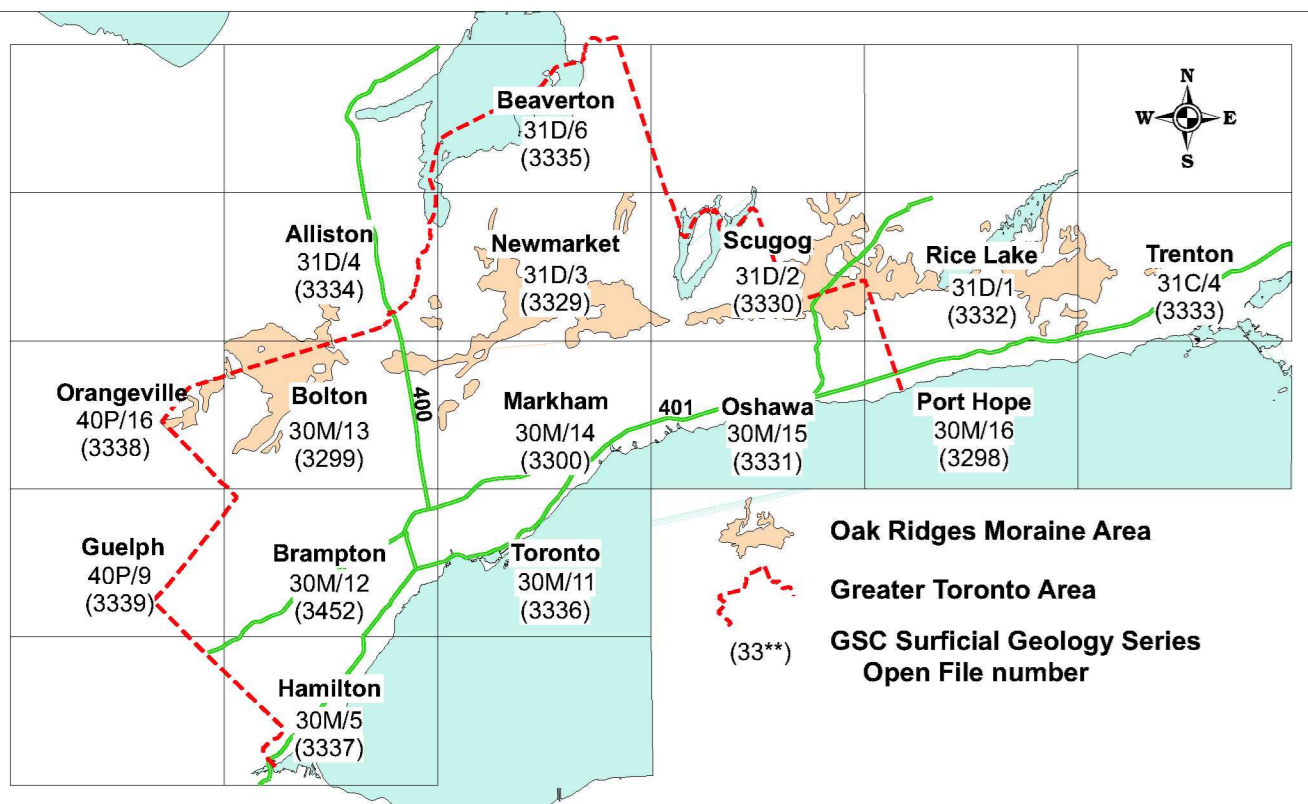 Beaverton
31D/6
(3335)
N
W
E
S
Alliston
31D/4
(3334)
Newmarket
31D/3
(3329)
Scugog
31D/2
(3330)
Rice Lake
31D/1
(3332)
Trenton
31C/4
(3333)
Orangeville
40P/16
(3338)
Bolton
30M/13
(3299)
400
Markham
30M/14
(3300)
401
Oshawa
30M/15
(3331)
Port Hope
30M/16
(3298)
Guelph
40P/9
(3339)
Brampton
30M/12
(3452)
Toronto
30M/11
(3336)
Hamilton
30M/5
(3337)
Oak Ridges Moraine Area
Greater Toronto Area
(33**)
GSC Surficial Geology Series
Open File number